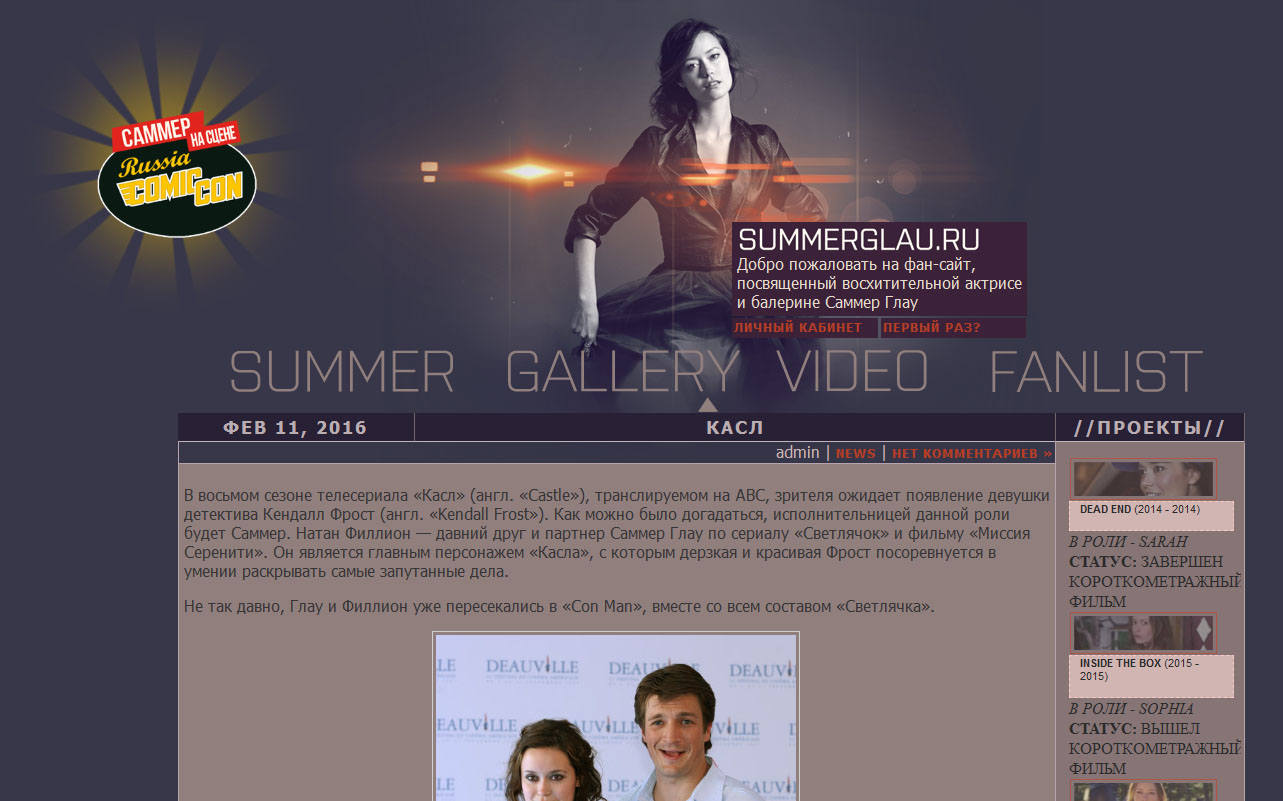 САММЕР
НА СЦЕНЕ
Russia
COMIC CON
SUMMERGLAU.RU
Добро пожаловать на фан-сайт,
посвященный восхитительной актрисе
и балерине Саммер Глау
ЛИЧНЫЙ КАБИНЕТ ПЕРВЫЙ РАЗ?
SUMMER GALLERY VIDEO FANLIST
ФЕВ 11, 2016 КАСЛ //ПРОЕКТЫ//
admin | NEWS | НЕТ КОММЕНТАРИЕВ »
В восьмом сезоне телесериала «Касл» (англ. «Castle»), транслируемом на ABC, зрителя ожидает появление девушки
детектива Кендалл Фрост (англ. «Kendall Frost»). Как можно было догадаться, исполнительницей данной роли
будет Саммер. Натан Филлион — давний друг и партнер Саммер Глау по сериалу «Светлячок» и фильму «Миссия
Серенити». Он является главным персонажем «Касла», с которым дерзкая и красивая Фрост посоревнуется в
умении раскрывать самые запутанные дела.
Не так давно, Глау и Филлион уже пересекались в «Con Man», вместе со всем составом «Светлячка».
DEAUVILLE
DEAD END (2014 - 2014)
В РОЛИ - SARAH
СТАТУС: ЗАВЕРШЕН
КОРОТКОМЕТРАЖНЫЙ
ФИЛЬМ
INSIDE THE BOX (2015 -
2015)
В РОЛИ - SOPHIA
СТАТУС: ВЫШЕЛ
КОРОТКОМЕТРАЖНЫЙ
ФИЛЬМ